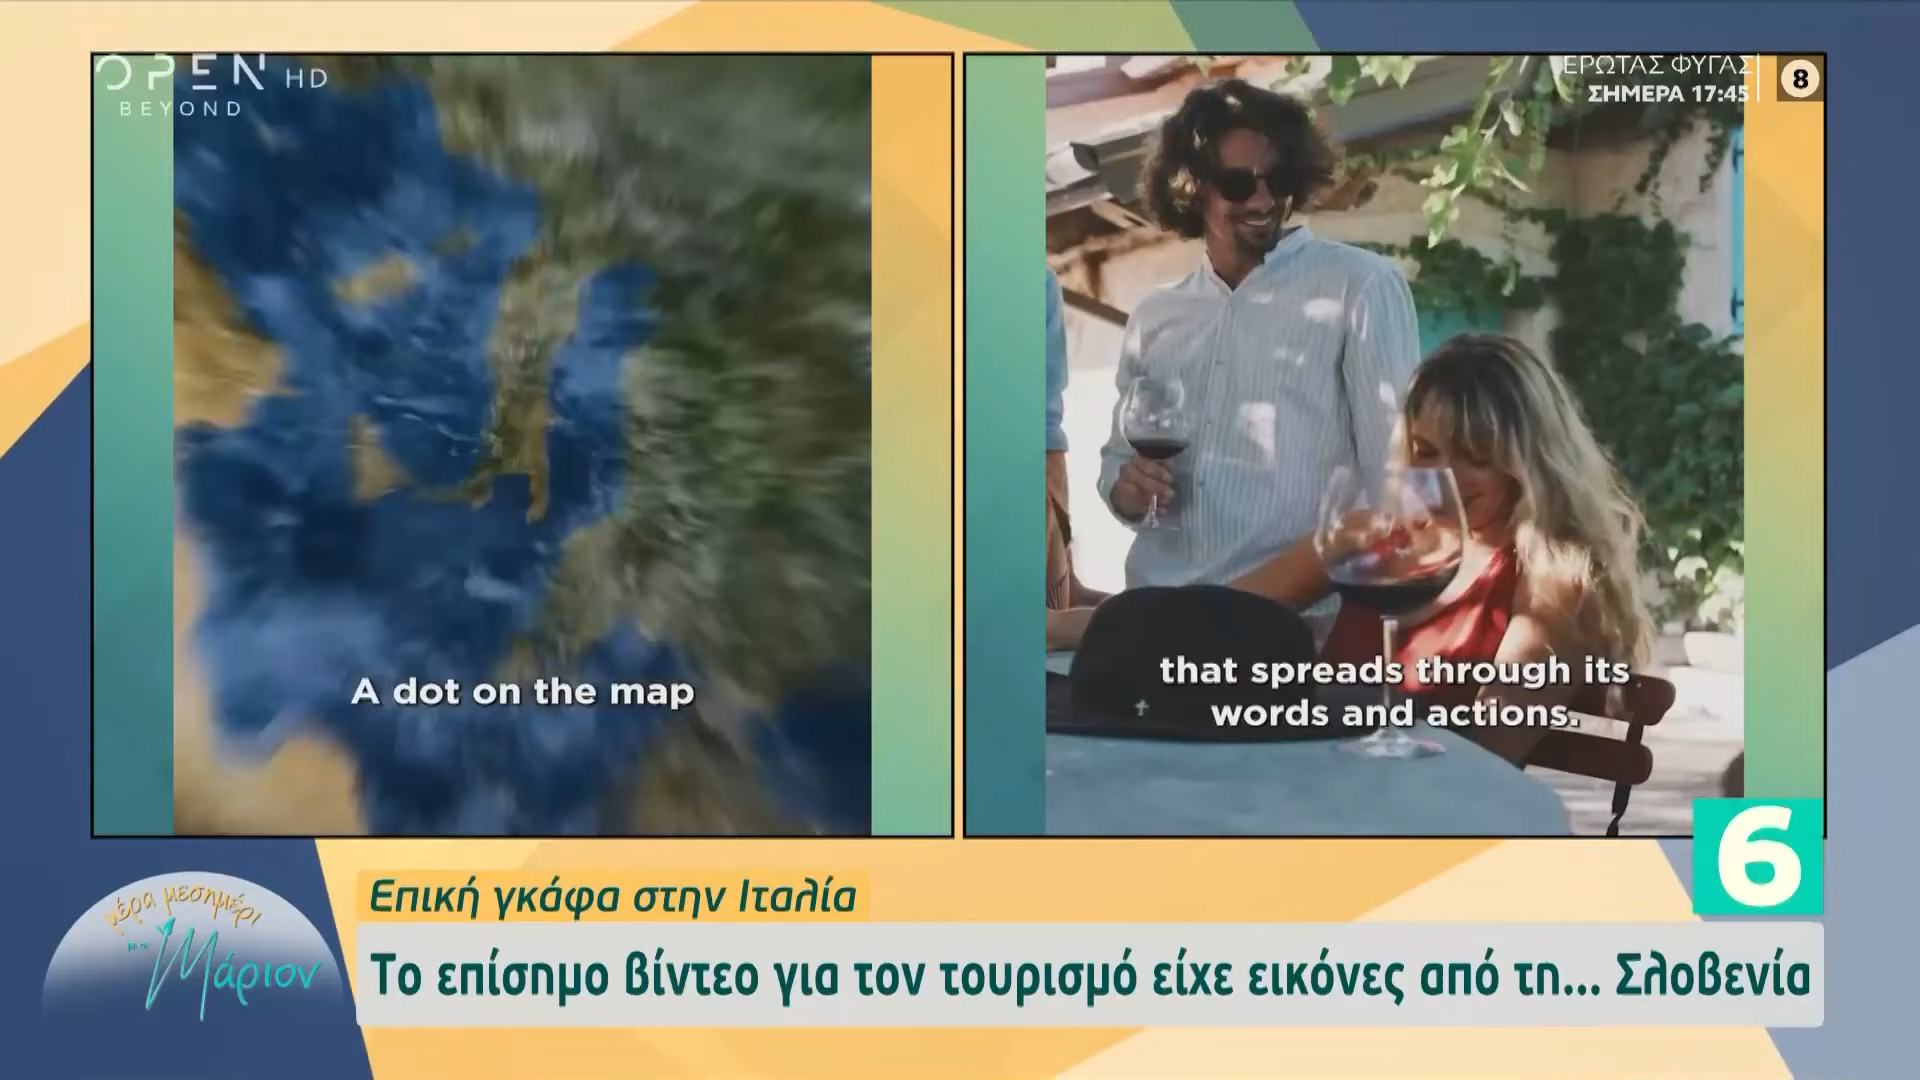 OPEN HD
BEYOND
ΕΡΩΤΑΣ ΦΥΓΑΣ
ΣΗΜΕΡΑ 17:45
8
A dot on the map
that spreads through its
words and actions.
6
Επική γκάφα στην Ιταλία
μέρα μεσημέρι
με τη
Μάριον
Το επίσημο βίντεο για τον τουρισμό είχε εικόνες από τη... Σλοβενία